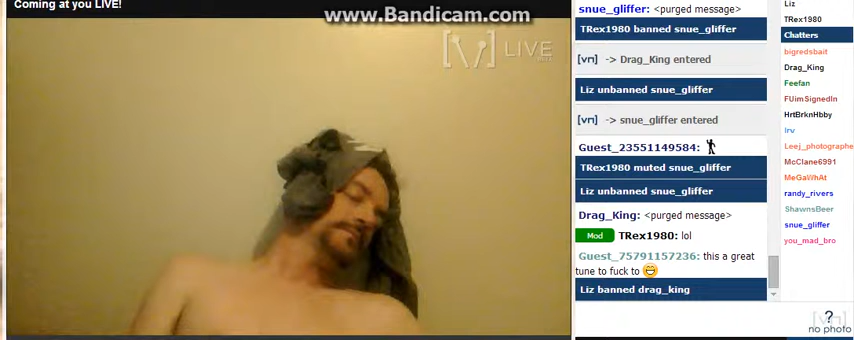 Coming at you LIVE!
www.Bandicam.com
[vn] LIVE
BETA
snue_gliffer: <purged message>
TRex1980 banned snue_gliffer
[vn] -> Drag_King entered
Liz unbanned snue_gliffer
[vn] -> snue_gliffer entered
Guest_23551149584:
TRex1980 muted snue_gliffer
Liz unbanned snue_gliffer
Drag_King: <purged message>
Mod TRex1980: lol
Guest_75791157236: this a great
tune to fuck to
Liz banned drag_king
Liz
TRex1980
Chatters
bigredsbait
Drag_King
Feefan
FUimSignedIn
HrtBrknHbby
lrv
Leej_photographe
McClane6991
MeGaWhAt
randy_rivers
ShawnsBeer
snue_gliffer
you_mad_bro
?
no photo